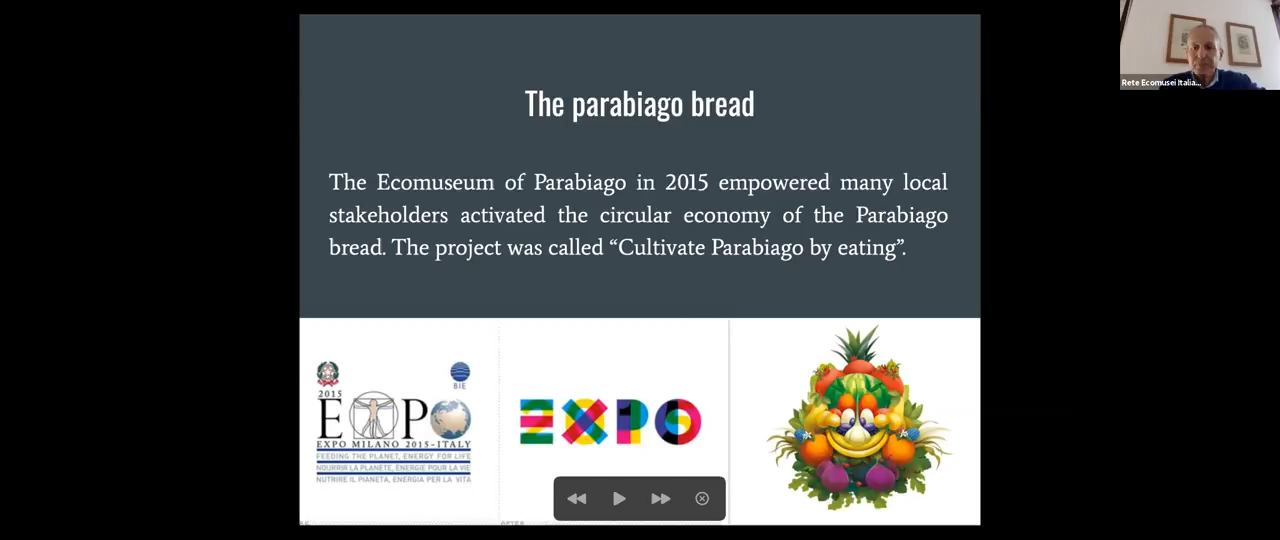 The parabiago bread
The Ecomuseum of Parabiago in 2015 empowered many local
stakeholders activated the circular economy of the Parabiago
bread. The project was called “Cultivate Parabiago by eating”.
2015
BIE
EXPO
EXPO MILANO 2015-ITALY
FEEDING THE PLANET, ENERGY FOR LIFE
NOURRIR LA PLANÈTE, ÉNERGIE POUR LA VIE
NUTRIRE IL PIANETA, ENERGIA PER LA VITA
EXPO
Rete Ecomusei Italia...